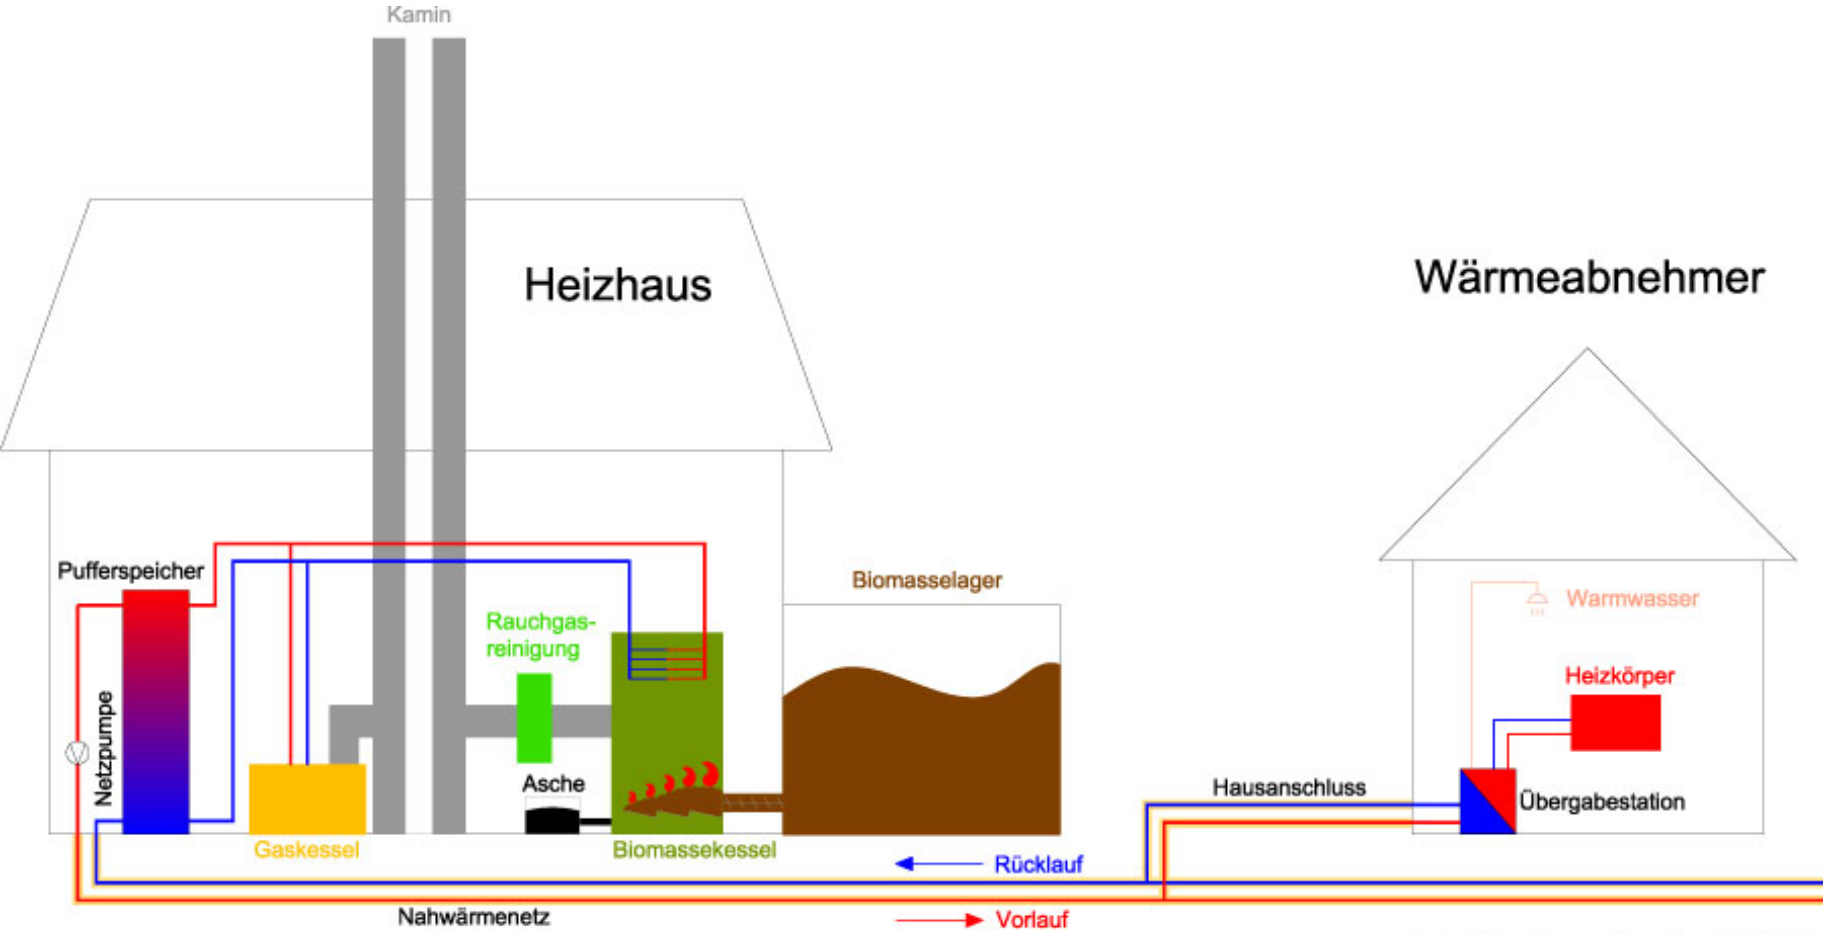 Kamin
Heizhaus
Wärmeabnehmer
Pufferspeicher
Netzpumpe
Rauchgas-
reinigung
Biomasselager
Asche
Gaskessel
Biomassekessel
Warmwasser
Heizkörper
Hausanschluss
Übergabestation
Rücklauf
Nahwärmenetz
Vorlauf